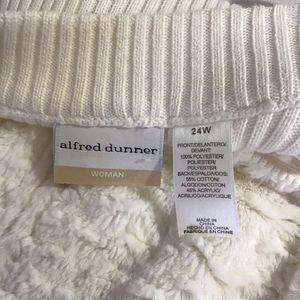 alfred dunner
WOMAN
24W
FRONT/DELANTERO/
DEVANT:
100% POLYESTER/
POLIESTER/
POLYESTER
BACK/ESPALDA/DOS:
55% COTTON/
ALGODON/COTON
45% ACRYLIC/
ACRILICO/ACRYLIQUE
MADE IN
CHINA
HECHO EN CHINA
FABRIQUE EN CHINE